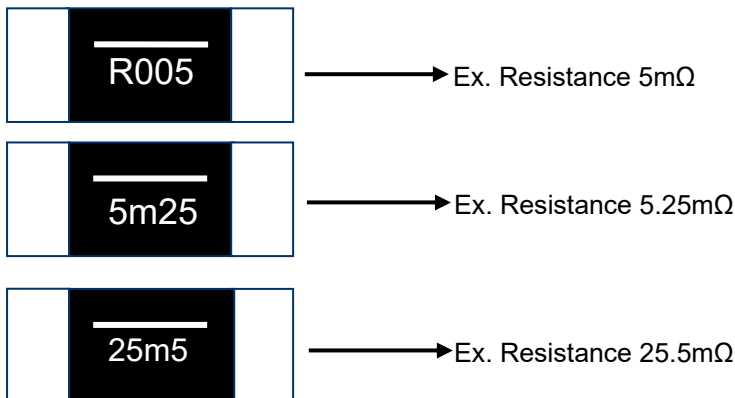 R005
Ex. Resistance 5mΩ
5m25
Ex. Resistance 5.25mΩ
25m5
Ex. Resistance 25.5mΩ